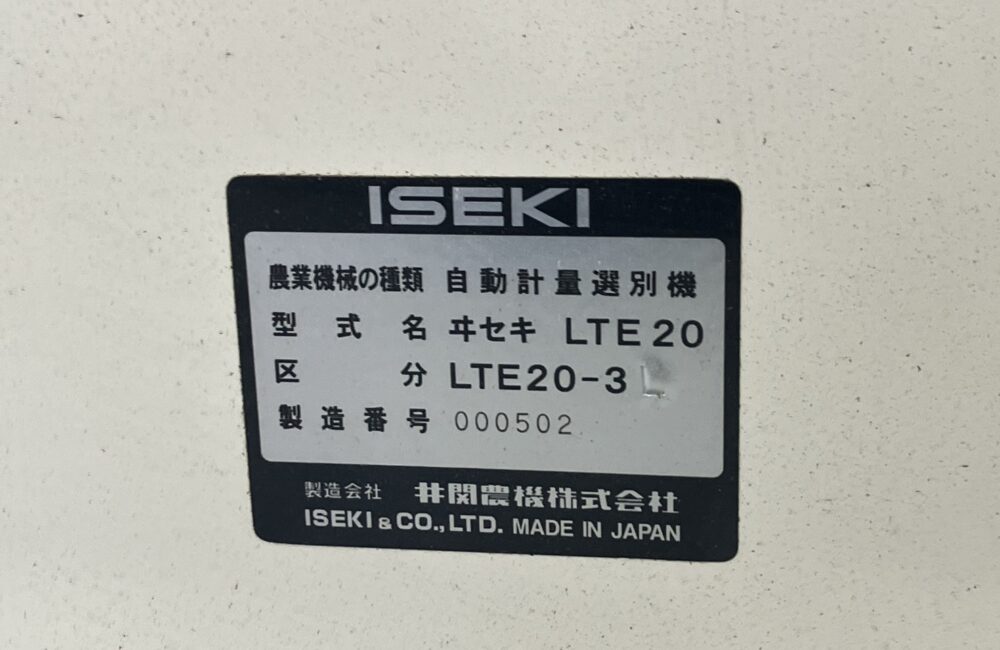 ISEKI
農業機械の種類 自動計量選別機
型式名 ヰセキ LTE20
区分 LTE20-3L
製造番号 000502
製造会社 井関農機株式会社
ISEKI & CO., LTD. MADE IN JAPAN